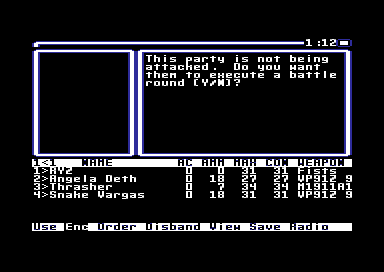 1:12
This party is not being
attached. Do you want
them to execute a battle
round (Y/N)?
1<1 NAME AC AMM MAX CON WEAPON
1>AYZ 0 0 31 31 Fists
2>Angela Deth 0 18 27 27 VP912 9
3>Thrasher 0 7 34 34 M1911A1
4>Snake Vargas 0 18 31 31 VP912 9
Use Enc Order Disband View Save Radio